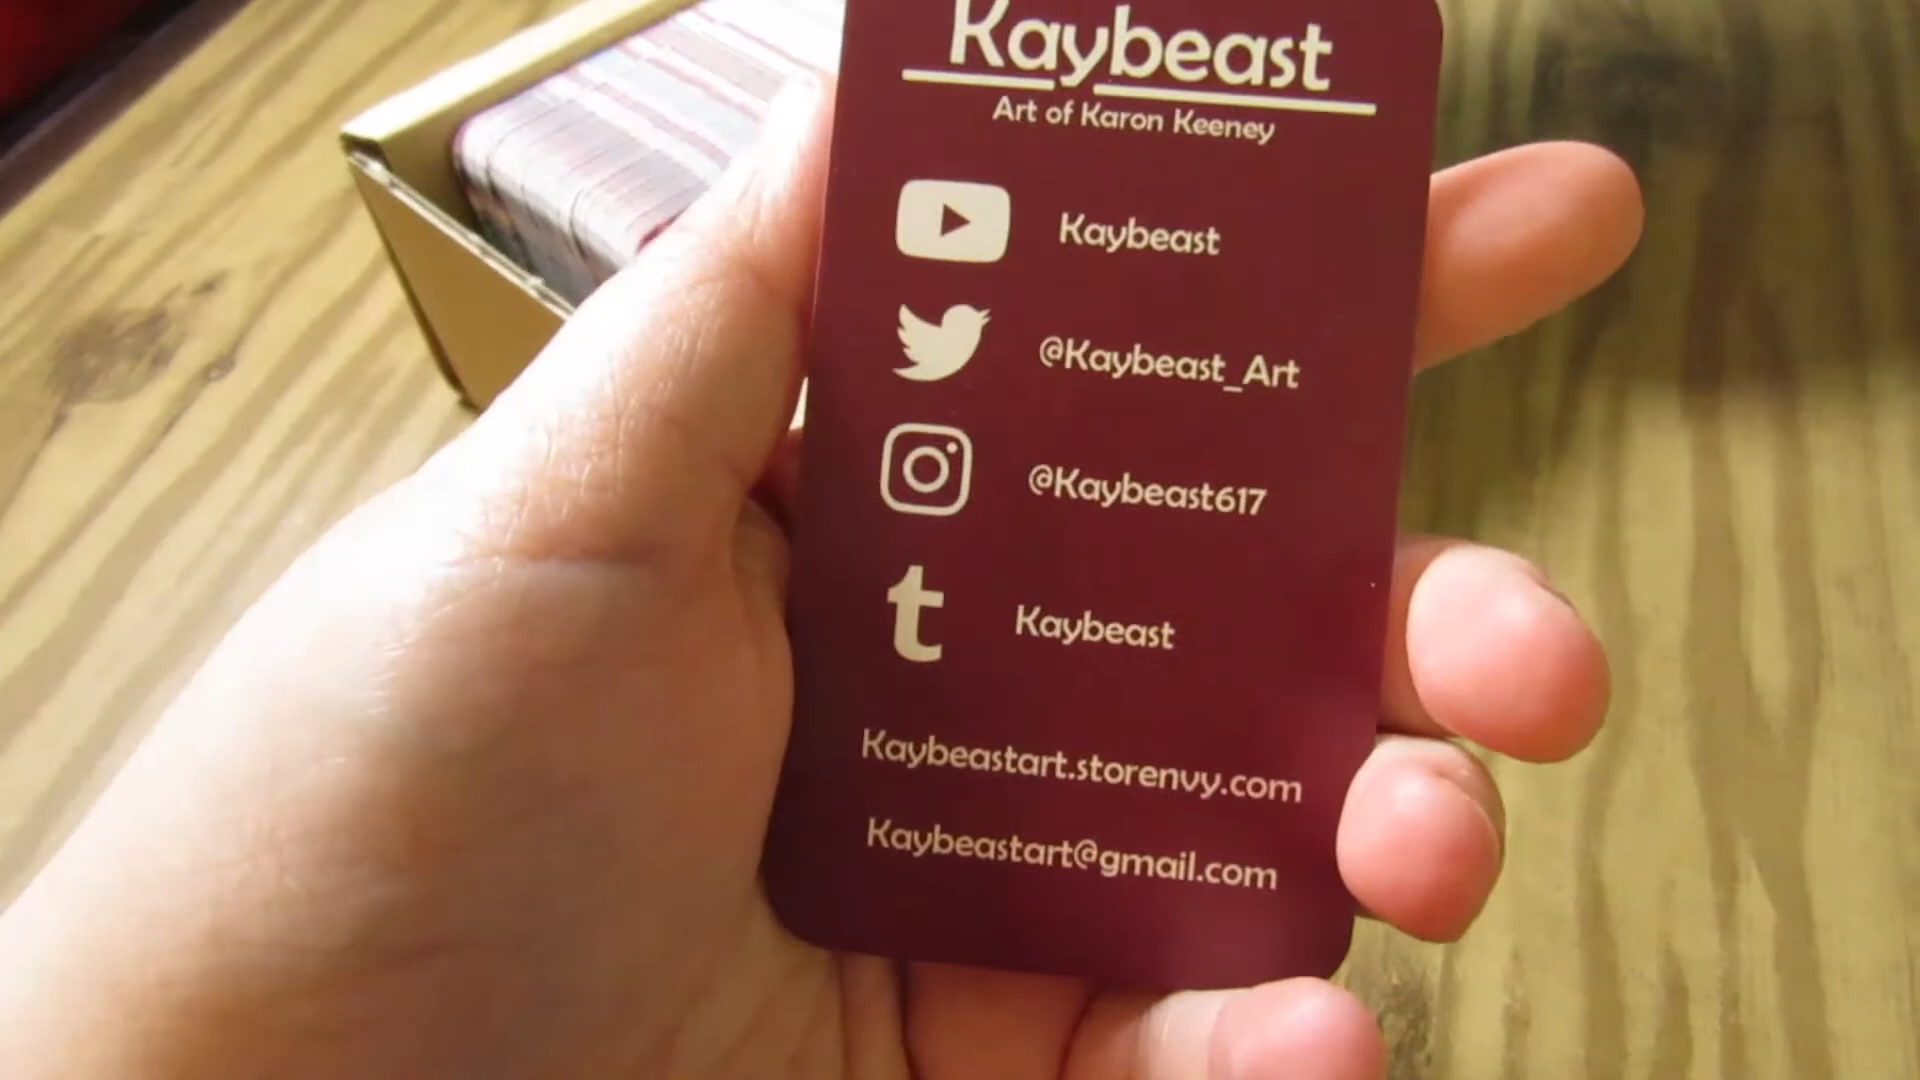 Kaybeast
Art of Karon Keeney
Kaybeast
@Kaybeast_Art
@Kaybeast617
t Kaybeast
Kaybeastart.storenvy.com
Kaybeastart@gmail.com